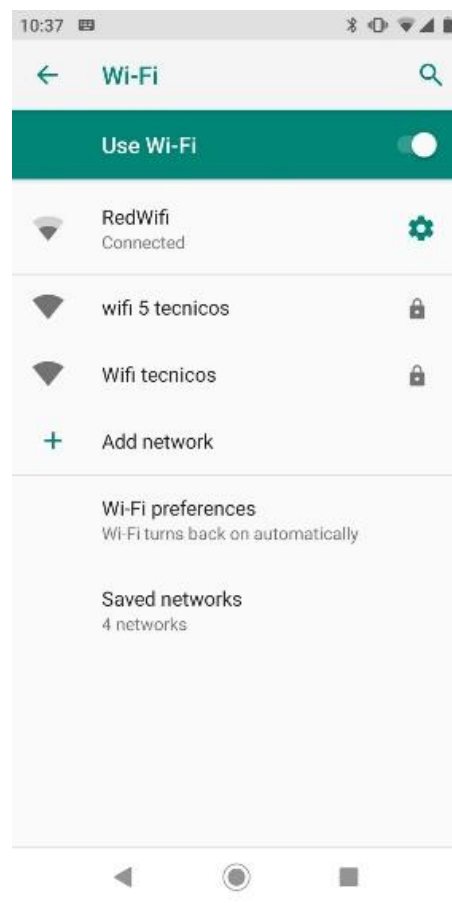 10:37
Wi-Fi
Use Wi-Fi
RedWifi
Connected
wifi 5 tecnicos
Wifi tecnicos
Add network
Wi-Fi preferences
Wi-Fi turns back on automatically
Saved networks
4 networks